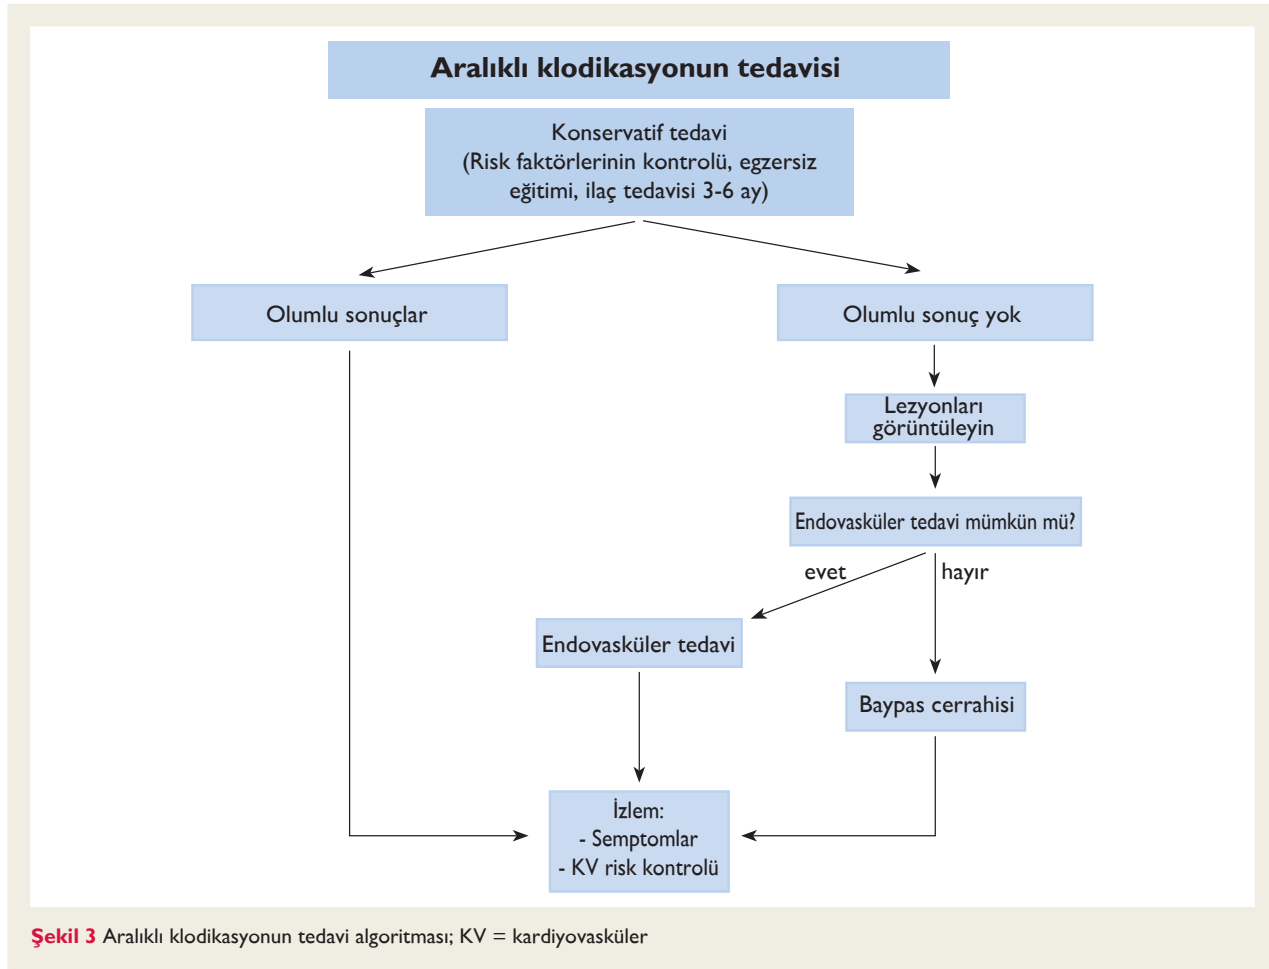 Aralıklı klodikasyonun tedavisi
Konservatif tedavi
(Risk faktörlerinin kontrolü, egzersiz
eğitimi, ilaç tedavisi 3-6 ay)
Olumlu sonuçlar
Olumlu sonuç yok
Lezyonları
görüntüleyin
Endovasküler tedavi mümkün mü?
evet
hayır
Endovasküler tedavi
Baypas cerrahisi
İzlem:
- Semptomlar
- KV risk kontrolü
Şekil 3 Aralıklı klodikasyonun tedavi algoritması; KV = kardiyovasküler